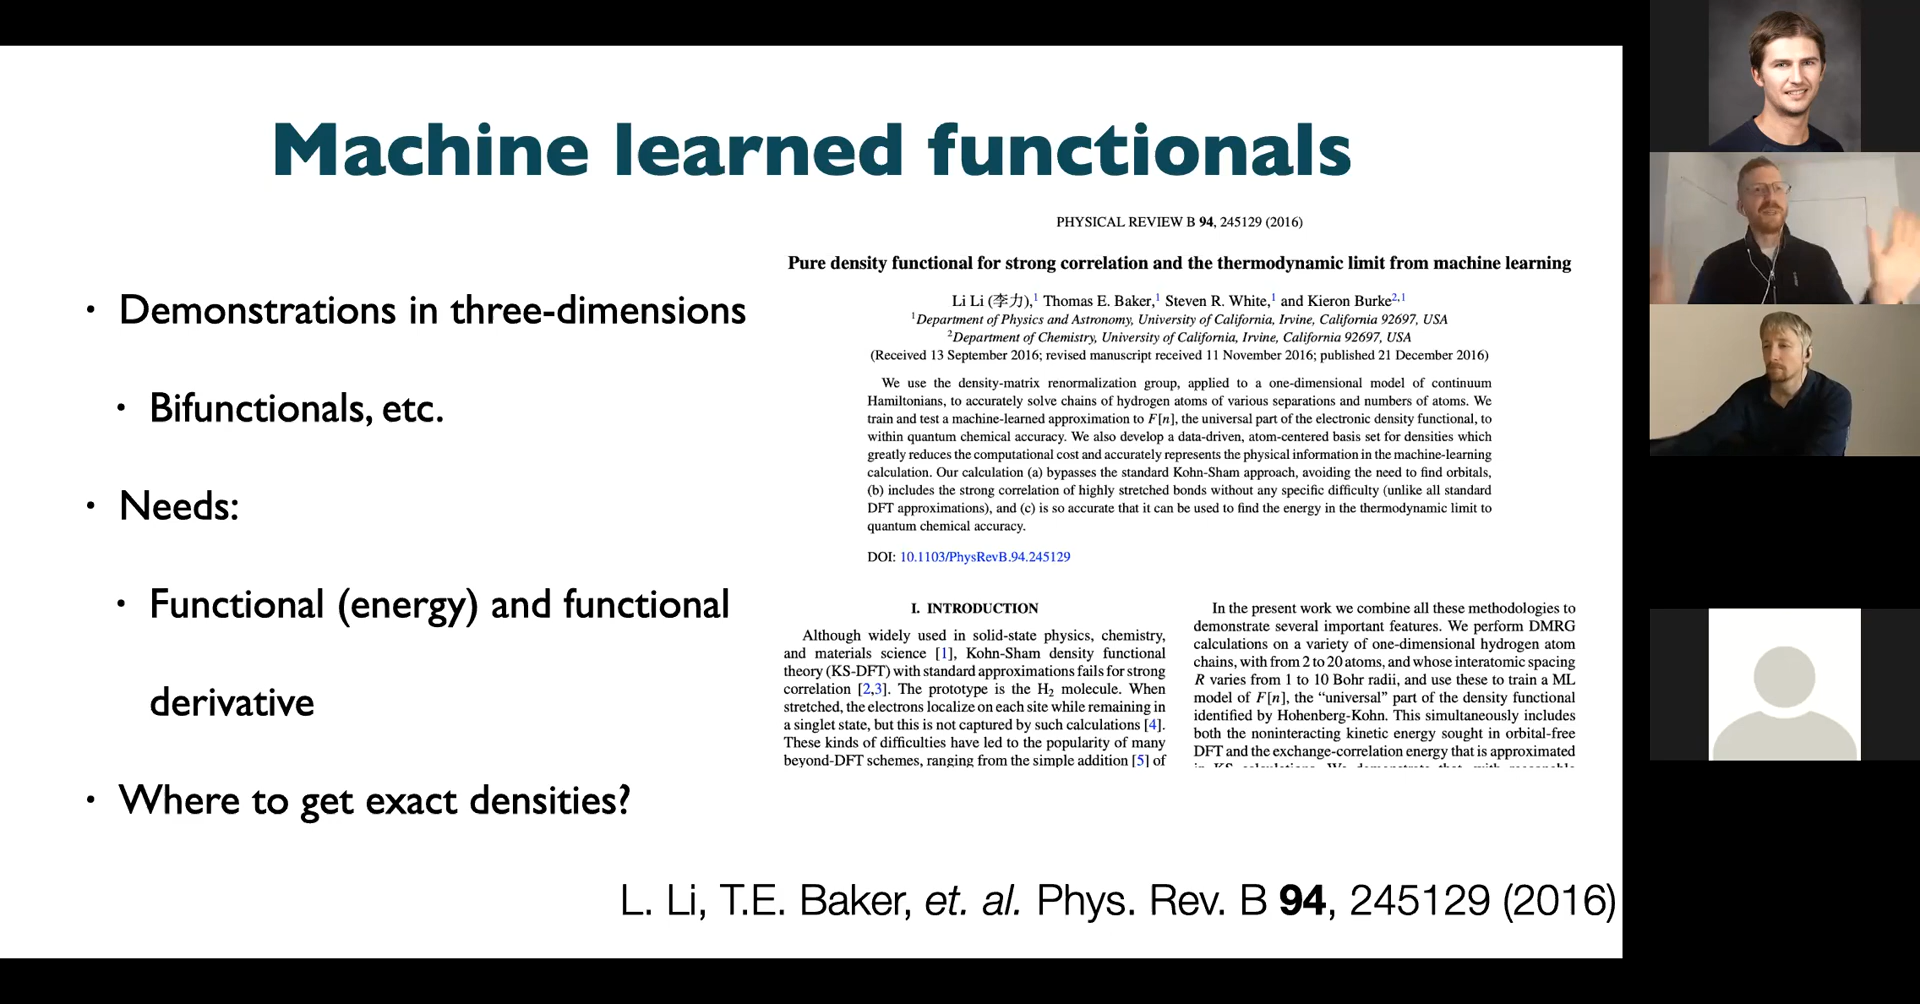 Machine learned functionals
• Demonstrations in three-dimensions
• Bifunctionals, etc.
• Needs:
• Functional (energy) and functional
derivative
• Where to get exact densities?
PHYSICAL REVIEW B 94, 245129 (2016)
Pure density functional for strong correlation and the thermodynamic limit from machine learning
Li Li (李力),1 Thomas E. Baker,1 Steven R. White,1 and Kieron Burke2,1
1Department of Physics and Astronomy, University of California, Irvine, California 92697, USA
2Department of Chemistry, University of California, Irvine, California 92697, USA
(Received 13 September 2016; revised manuscript received 11 November 2016; published 21 December 2016)
We use the density-matrix renormalization group, applied to a one-dimensional model of continuum
Hamiltonians, to accurately solve chains of hydrogen atoms of various separations and numbers of atoms. We
train and test a machine-learned approximation to F[n], the universal part of the electronic density functional, to
within quantum chemical accuracy. We also develop a data-driven, atom-centered basis set for densities which
greatly reduces the computational cost and accurately represents the physical information in the machine-learning
calculation. Our calculation (a) bypasses the standard Kohn-Sham approach, avoiding the need to find orbitals,
(b) includes the strong correlation of highly stretched bonds without any specific difficulty (unlike all standard
DFT approximations), and (c) is so accurate that it can be used to find the energy in the thermodynamic limit to
quantum chemical accuracy.
DOI: 10.1103/PhysRevB.94.245129
I. INTRODUCTION
Although widely used in solid-state physics, chemistry,
and materials science [1], Kohn-Sham density functional
theory (KS-DFT) with standard approximations fails for strong
correlation [2,3]. The prototype is the H2 molecule. When
stretched, the electrons localize on each site while remaining in
a singlet state, but this is not captured by such calculations [4].
These kinds of difficulties have led to the popularity of many
beyond-DFT schemes, ranging from the simple addition [5] of
In the present work we combine all these methodologies to
demonstrate several important features. We perform DMRG
calculations on a variety of one-dimensional hydrogen atom
chains, with from 2 to 20 atoms, and whose interatomic spacing
R varies from 1 to 10 Bohr radii, and use these to train a ML
model of F[n], the “universal” part of the density functional
identified by Hohenberg-Kohn. This simultaneously includes
both the noninteracting kinetic energy sought in orbital-free
DFT and the exchange-correlation energy that is approximated
L. Li, T.E. Baker, et. al. Phys. Rev. B 94, 245129 (2016)